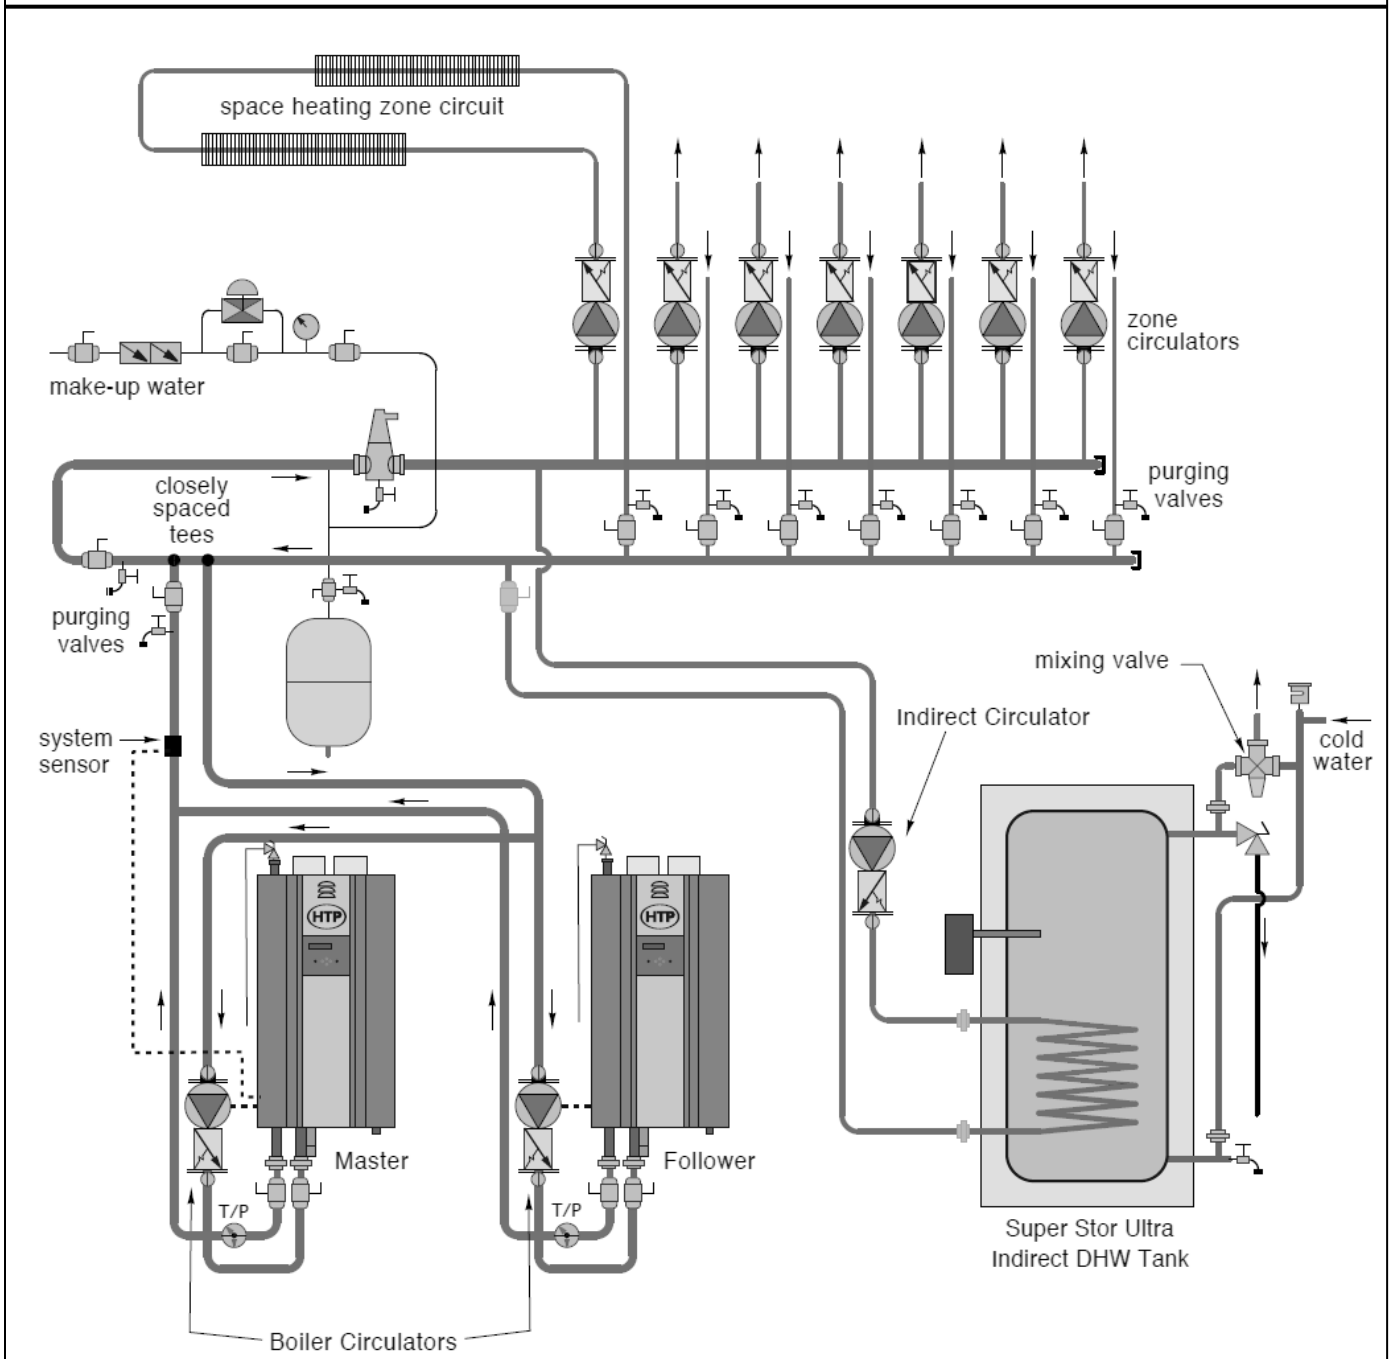 space heating zone circuit
zone
circulators
make-up water
closely
spaced
tees
purging
valves
purging
valves
mixing valve
Indirect Circulator
system
sensor
cold
water
HTP
HTP
Master
Follower
T/P
T/P
Super Stor Ultra
Indirect DHW Tank
Boiler Circulators